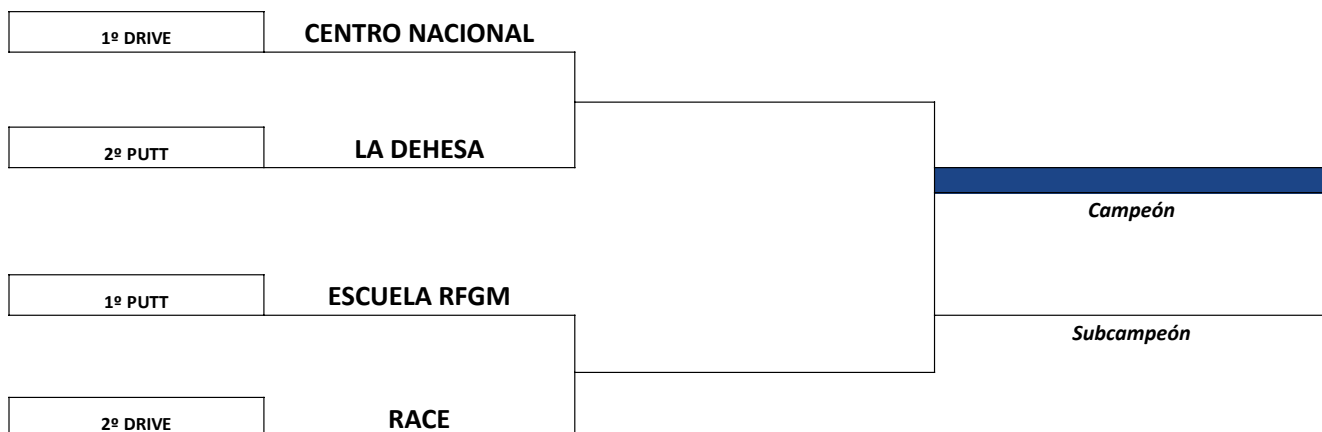 1º DRIVE CENTRO NACIONAL
2º PUTT LA DEHESA
Campeón
1º PUTT ESCUELA RFGM
Subcampeón
2º DRIVE RACE